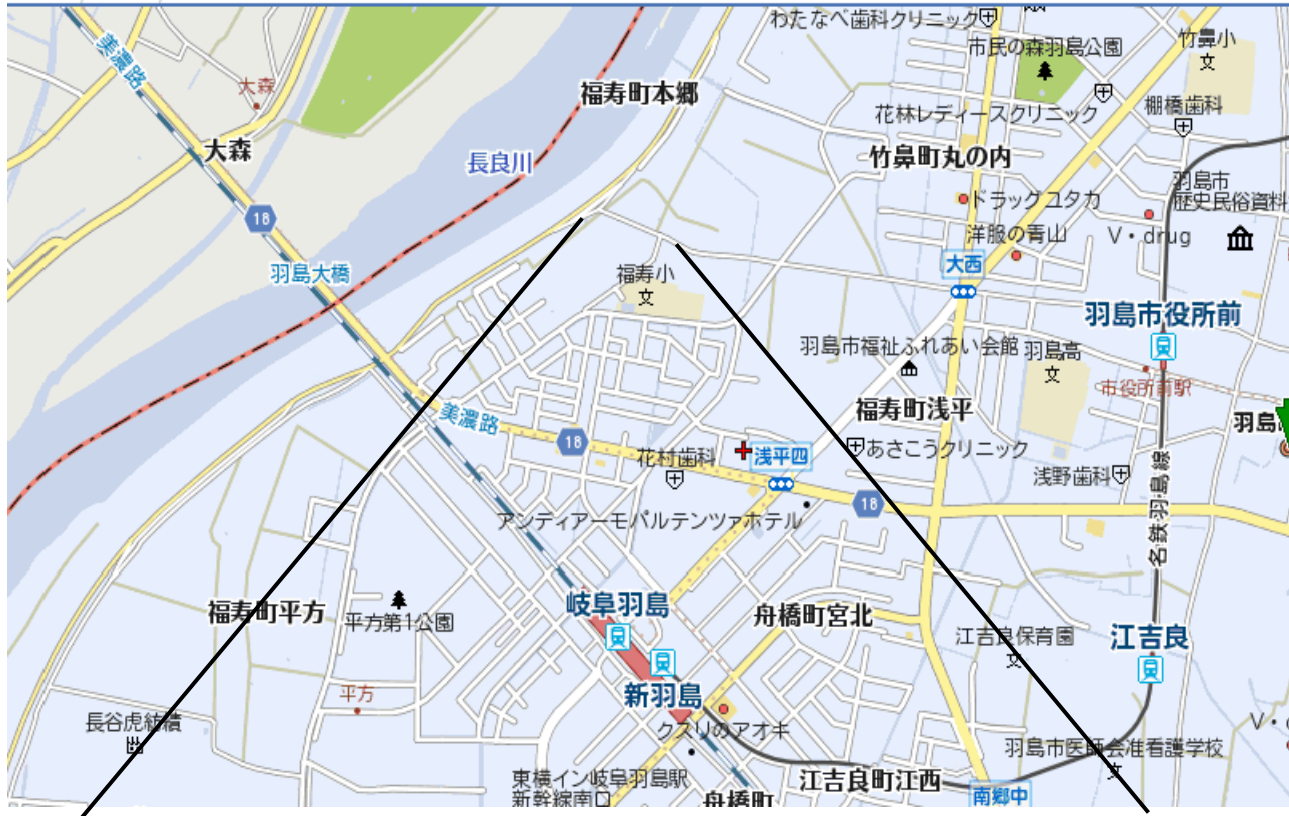 わたなべ歯科クリニック
美濃路
市民の森羽島公園
竹鼻小
文
大森
福寿町本郷
棚橋歯科
花林レディースクリニック
大森
長良川
竹鼻町丸の内
羽島市
歴史民俗資料
ドラッグユタカ
18
洋服の青山
V・drug
羽島大橋
福寿小
文
大西
羽島市役所前
羽島市福祉ふれあい会館
羽島高
文
市役所前駅
福寿町浅平
羽島
美濃路
18
花村歯科
浅平四
あさこうクリニック
浅野歯科
18
アンディアーモパルテンツァホテル
名鉄羽島線
福寿町平方
平方第1公園
岐阜羽島
舟橋町宮北
江吉良保育園
文
江吉良
平方
新羽島
長谷虎紡績
クスリのアオキ
V・
羽島市医師会准看護学校
文
東横イン岐阜羽島駅
新幹線南口
舟橋町
江吉良町江西
南郷中